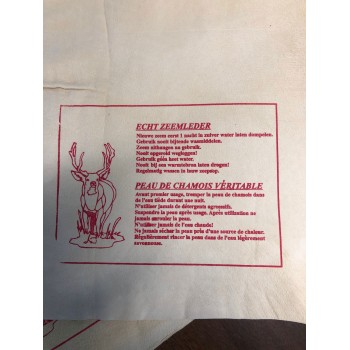 ECHT ZEEMLEDER
Nieuwe zeem eerst 1 nacht in zuiver water laten dompelen.
Gebruik nooit bijtende wasmiddelen.
Zeem uithangen na gebruik.
Nooit opgerold wegleggen!
Gebruik géén heet water.
Nooit bij een warmtebron laten drogen!
Regelmatig wassen in lauw zeepsop.
PEAU DE CHAMOIS VÉRITABLE
Avant premier usage, tremper la peau de chamois dans
de l'eau tiède durant une nuit.
N'utiliser jamais de détergents agressifs.
Suspendre la peau après usage. Après utilisation ne
jamais enrouler la peau.
N'utiliser jamais de l'eau chaude!
Ne jamais sécher la peau près d'une source de chaleur.
Régulièrement rincer la peau dans de l'eau légèrement
savonneuse.